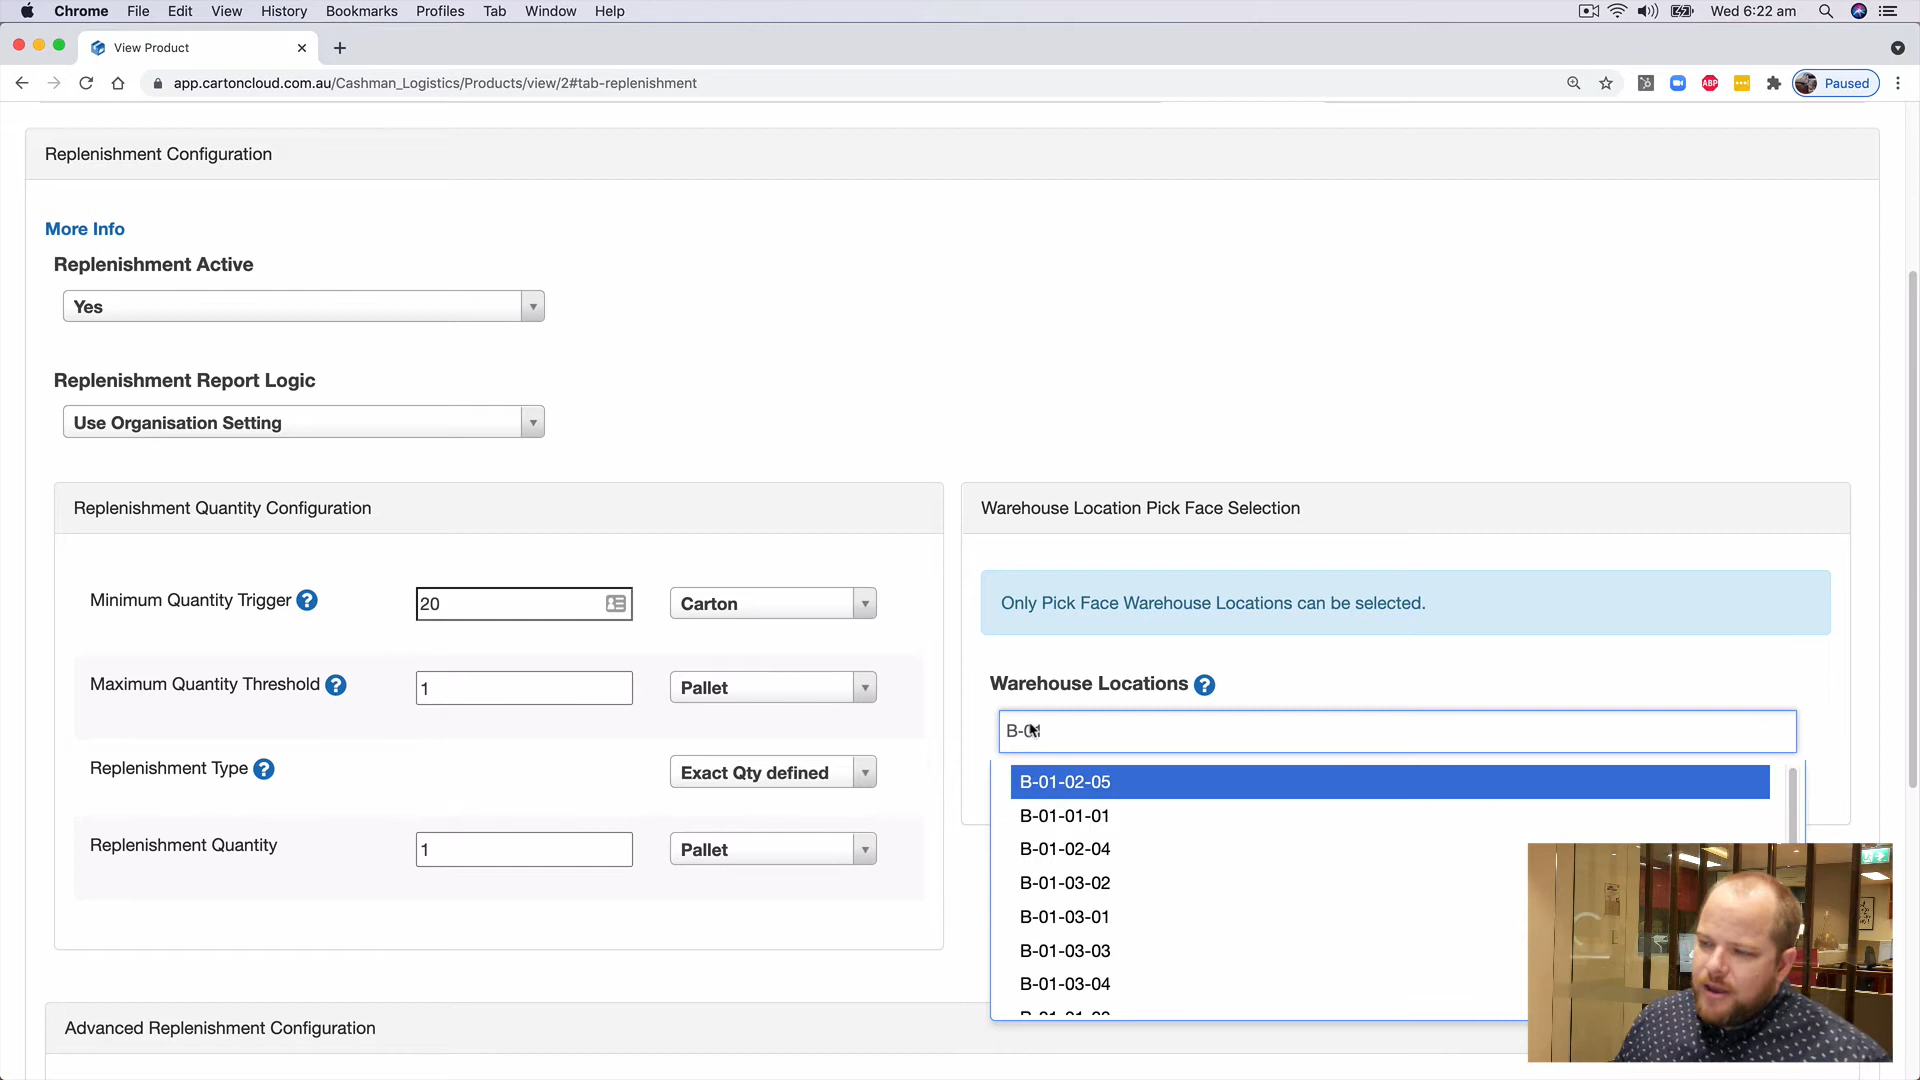 Chrome File Edit View History Bookmarks Profiles Tab Window Help Wed 6:22 am
View Product
app.cartoncloud.com.au/Cashman_Logistics/Products/view/2#tab-replenishment ABP Paused
Replenishment Configuration
More Info
Replenishment Active
Yes
Replenishment Report Logic
Use Organisation Setting
Replenishment Quantity Configuration
Minimum Quantity Trigger ? 20 Carton
Maximum Quantity Threshold ? 1 Pallet
Replenishment Type ? Exact Qty defined
Replenishment Quantity 1 Pallet
Warehouse Location Pick Face Selection
Only Pick Face Warehouse Locations can be selected.
Warehouse Locations ?
B-01-02-05
B-01-01-01
B-01-02-04
B-01-03-02
B-01-03-01
B-01-03-03
B-01-03-04
Advanced Replenishment Configuration